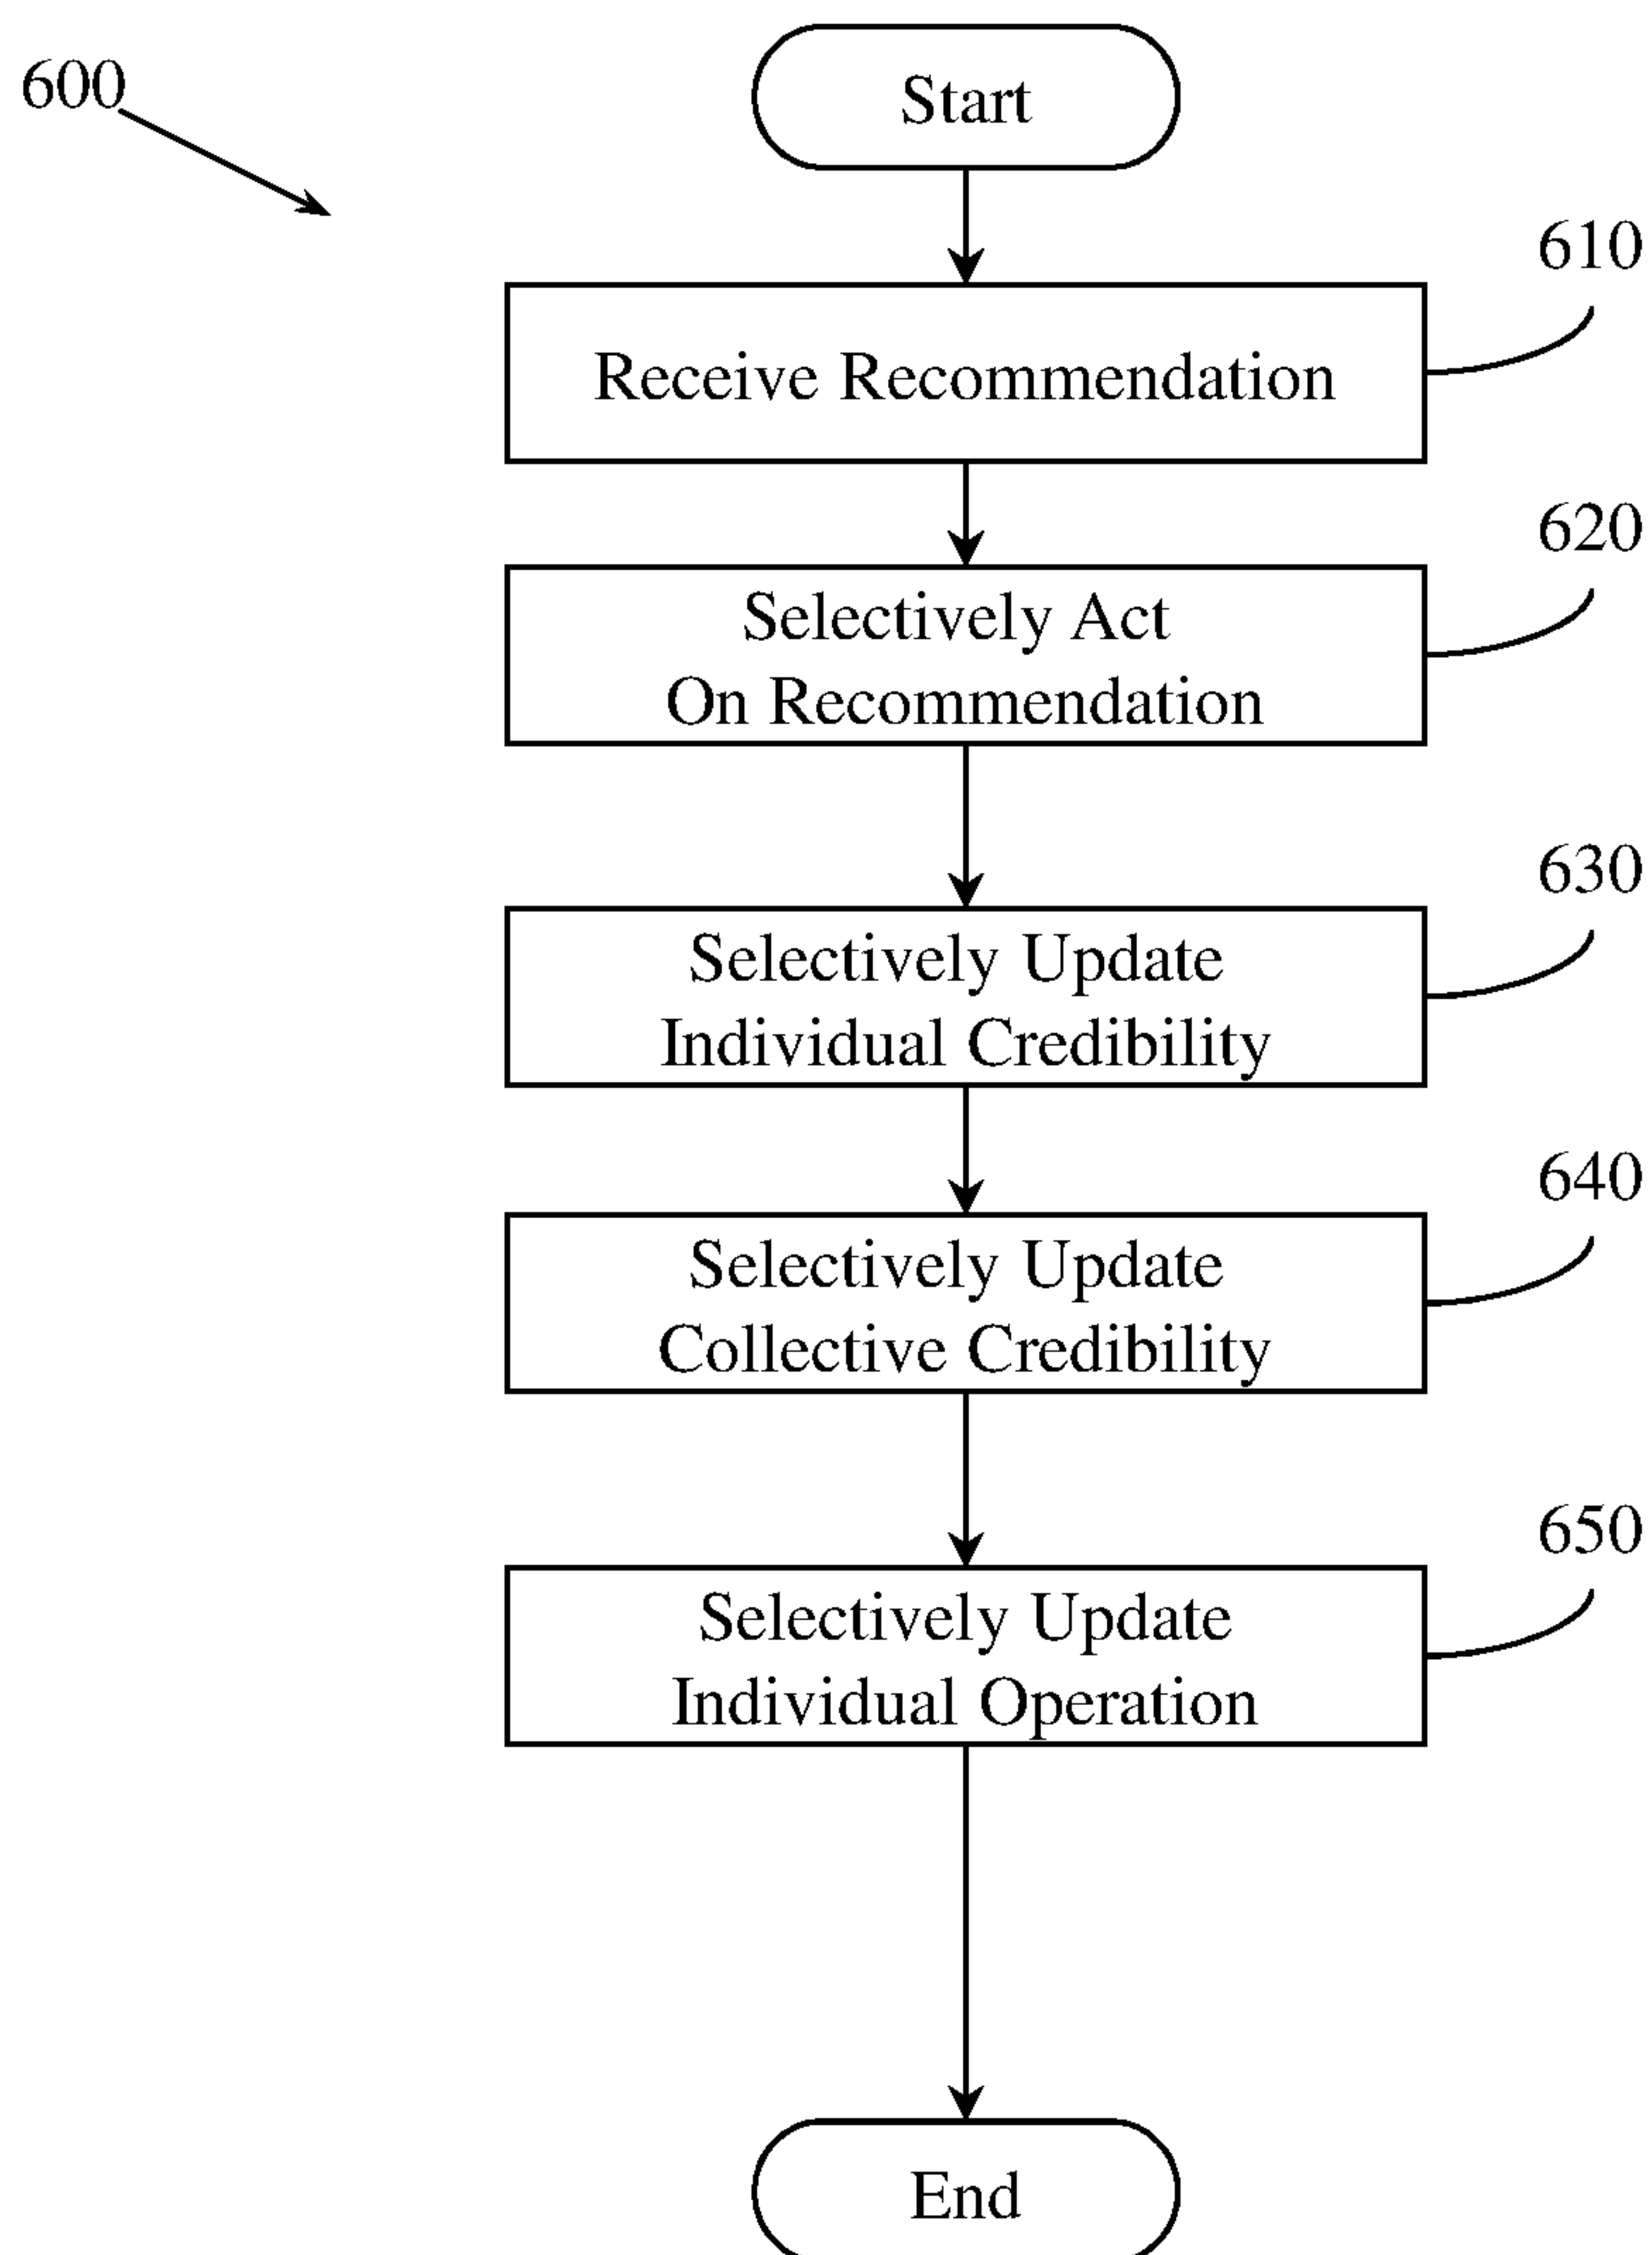 600
Start
610
Receive Recommendation
620
Selectively Act
On Recommendation
630
Selectively Update
Individual Credibility
640
Selectively Update
Collective Credibility
650
Selectively Update
Individual Operation
End